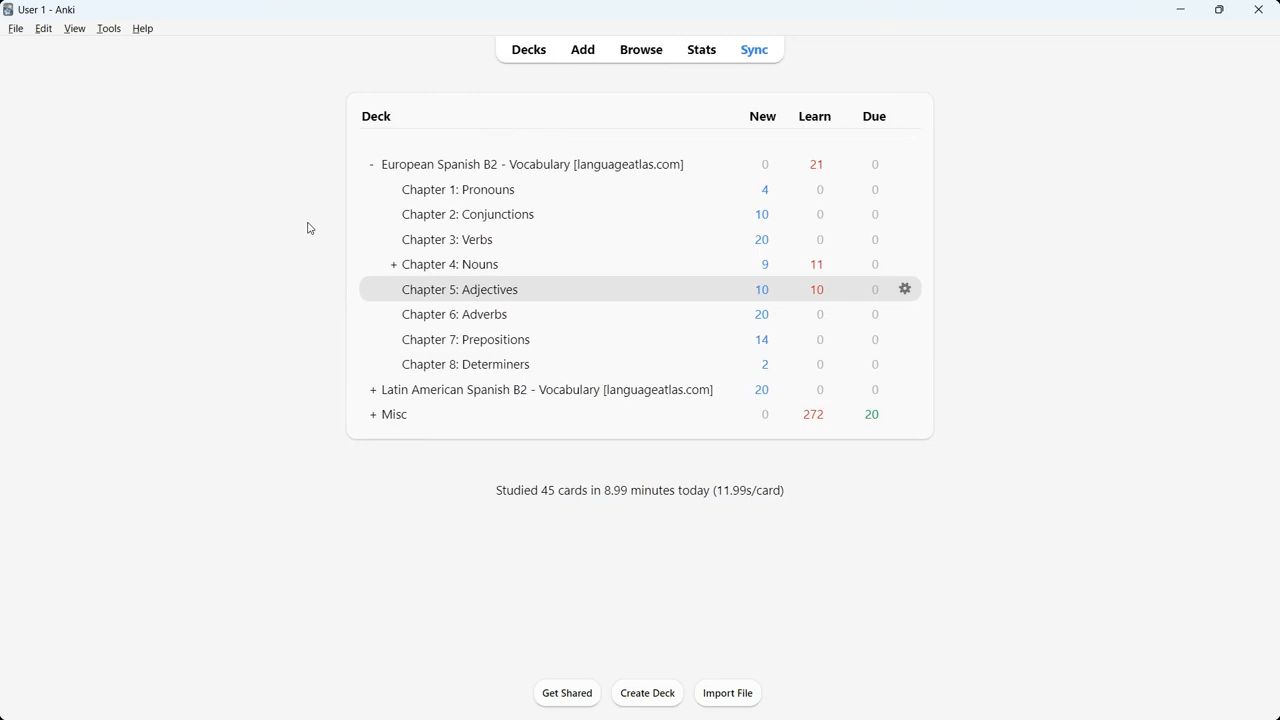 User 1 - Anki
File Edit View Tools Help
Decks Add Browse Stats Sync
Deck New Learn Due
- European Spanish B2 - Vocabulary [languageatlas.com] 0 21 0
Chapter 1: Pronouns 4 0 0
Chapter 2: Conjunctions 10 0 0
Chapter 3: Verbs 20 0 0
+ Chapter 4: Nouns 9 11 0
Chapter 5: Adjectives 10 10 0
Chapter 6: Adverbs 20 0 0
Chapter 7: Prepositions 14 0 0
Chapter 8: Determiners 2 0 0
+ Latin American Spanish B2 - Vocabulary [languageatlas.com] 20 0 0
+ Misc 0 272 20
Studied 45 cards in 8.99 minutes today (11.99s/card)
Get Shared Create Deck Import File